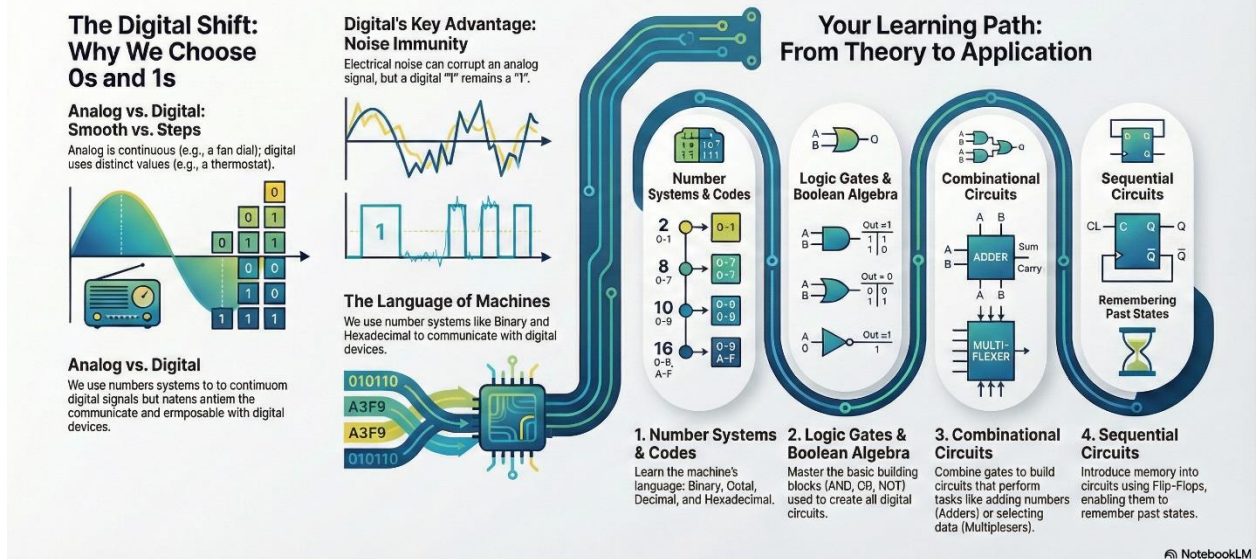 The Digital Shift:
Why We Choose
0s and 1s
Analog vs. Digital:
Smooth vs. Steps
Analog is continuous (e.g., a fan dial); digital
uses distinct values (e.g., a thermostat).
0
0 1
0 1 1
0 0
1 0
1 1 1
Analog vs. Digital
We use numbers systems to to continuom
digital signals but natens antiem the
communicate and ermposable with digital
devices.
Digital's Key Advantage:
Noise Immunity
Electrical noise can corrupt an analog
signal, but a digital "1" remains a "1".
1
The Language of Machines
We use number systems like Binary and
Hexadecimal to communicate with digital
devices.
010110
A3F9
A3F9
010110
Your Learning Path:
From Theory to Application
Number
Systems & Codes
2
0-1
0-1
8
0-7
0-7
0-7
10
0-9
0-9
0-9
16
0-B,
A-F
0-9
A-F
A
B
Q
Logic Gates &
Boolean Algebra
A
B
Out =1
1 1
1 0
A
B
Out = 0
0 0
1 1
A
0
Out =1
1
A
B
A
B
Q
Combinational
Circuits
A B
A
B
ADDER
Sum
Carry
A B
MULTI-
FLEXER
D Q
Q
Sequential
Circuits
CL
C Q
Q
Q̅
Q̅
Remembering
Past States
1. Number Systems
& Codes
Learn the machine's
language: Binary, Ootal,
Decimal, and Hexadecimal.
2. Logic Gates &
Boolean Algebra
Master the basic building
blocks (AND, OB, NOT)
used to create all digital
circuits.
3. Combinational
Circuits
Combine gates to build
circuits that perform
tasks like adding numbers
(Adders) or selecting
data (Multiplesers).
4. Sequential
Circuits
Introduce memory into
circuits using Flip-Flops,
enabling them to
remember past states.
NotebookLM